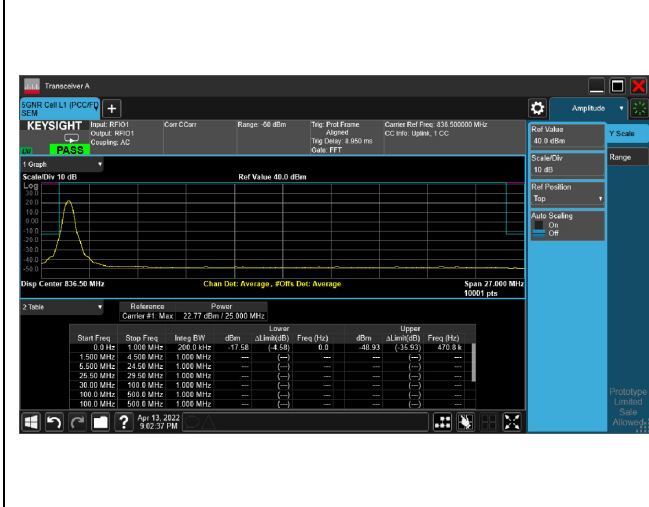 Transceiver A
5GNR Cell L1 (PCC/FD
SEM
+
Amplitude
KEYSIGHT
Input: RFIO1
Output: RFIO1
Coupling: AC
Corr CCorr
Range: -60 dBm
Trig: Prot Frame
Aligned
Trig Delay: 8.950 ms
Gate: FFT
Carrier Ref Freq: 836.500000 MHz
CC Info: Uplink, 1 CC
PASS
Ref Value
40.0 dBm
Y Scale
Scale/Div
10 dB
Range
Ref Position
Top
Auto Scaling
On
Off
1 Graph
Scale/Div 10 dB
Ref Value 40.0 dBm
Log
30.0
20.0
10.0
0.00
-10.0
-20.0
-30.0
-40.0
-50.0
Disp Center 836.50 MHz
Chan Det: Average , #Offs Det: Average
Span 27.000 MHz
10001 pts
2 Table
Reference Power
Carrier #1: Max 22.77 dBm / 25.000 MHz
Lower Upper
Start Freq Stop Freq Integ BW dBm ΔLimit(dB) Freq (Hz) dBm ΔLimit(dB) Freq (Hz)
0.0 Hz 1.000 MHz 200.0 kHz -17.58 (-4.58) 0.0 -48.93 (-35.93) 470.8 k
1.500 MHz 4.500 MHz 1.000 MHz --- (---) --- --- (---) ---
5.500 MHz 24.50 MHz 1.000 MHz --- (---) --- --- (---) ---
25.50 MHz 29.50 MHz 1.000 MHz --- (---) --- --- (---) ---
30.00 MHz 100.0 MHz 1.000 MHz --- (---) --- --- (---) ---
100.0 MHz 500.0 MHz 1.000 MHz --- (---) --- --- (---) ---
100.0 MHz 500.0 MHz 1.000 MHz --- (---) --- --- (---) ---
Prototype
Limited
Sale
Allowed
?
Apr 13, 2022
9:02:37 PM